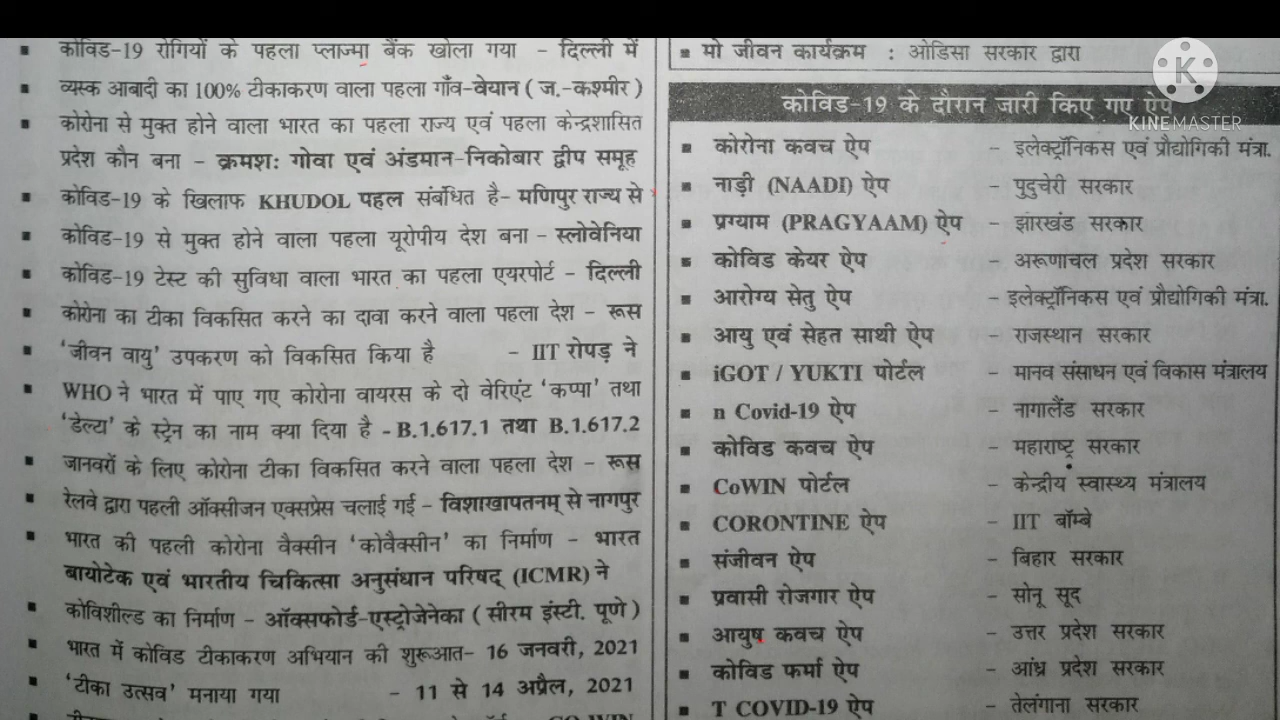 कोविड-19 रोगियों के पहला प्लाज्मा बैंक खोला गया - दिल्ली में
व्यस्क आबादी का 100% टीकाकरण वाला पहला गाँव-वेयान ( ज.-कश्मीर )
कोरोना से मुक्त होने वाला भारत का पहला राज्य एवं पहला केन्द्रशासित
प्रदेश कौन बना - क्रमशः गोवा एवं अंडमान-निकोबार द्वीप समूह
कोविड-19 के खिलाफ KHUDOL पहल संबंधित है- मणिपुर राज्य से
कोविड-19 से मुक्त होने वाला पहला यूरोपीय देश बना - स्लोवेनिया
कोविड-19 टेस्ट की सुविधा वाला भारत का पहला एयरपोर्ट - दिल्ली
कोरोना का टीका विकसित करने का दावा करने वाला पहला देश - रूस
'जीवन वायु' उपकरण को विकसित किया है - IIT रोपड़ ने
WHO ने भारत में पाए गए कोरोना वायरस के दो वेरिएंट 'कप्पा' तथा
'डेल्टा' के स्ट्रेन का नाम क्या दिया है - B.1.617.1 तथा B.1.617.2
जानवरों के लिए कोरोना टीका विकसित करने वाला पहला देश - रूस
रेलवे द्वारा पहली ऑक्सीजन एक्सप्रेस चलाई गई - विशाखापतनम् से नागपुर
भारत की पहली कोरोना वैक्सीन 'कोवैक्सीन' का निर्माण - भारत
बायोटेक एवं भारतीय चिकित्सा अनुसंधान परिषद् (ICMR) ने
कोविशील्ड का निर्माण - ऑक्सफोर्ड-एस्ट्रोजेनेका ( सीरम इंस्टी. पूणे )
भारत में कोविड टीकाकरण अभियान की शुरूआत- 16 जनवरी, 2021
'टीका उत्सव' मनाया गया - 11 से 14 अप्रैल, 2021
मो जीवन कार्यक्रम : ओडिसा सरकार द्वारा
कोविड-19 के दौरान जारी किए गए ऐप
कोरोना कवच ऐप - इलेक्ट्रॉनिकस एवं प्रौद्योगिकी मंत्रा.
नाड़ी (NAADI) ऐप - पुदुचेरी सरकार
प्रग्याम (PRAGYAAM) ऐप - झारखंड सरकार
कोविड केयर ऐप - अरूणाचल प्रदेश सरकार
आरोग्य सेतु ऐप - इलेक्ट्रॉनिकस एवं प्रौद्योगिकी मंत्रा.
आयु एवं सेहत साथी ऐप - राजस्थान सरकार
iGOT / YUKTI पोर्टल - मानव संसाधन एवं विकास मंत्रालय
n Covid-19 ऐप - नागालैंड सरकार
कोविड कवच ऐप - महाराष्ट्र सरकार
CoWIN पोर्टल - केन्द्रीय स्वास्थ्य मंत्रालय
CORONTINE ऐप - IIT बॉम्बे
संजीवन ऐप - बिहार सरकार
प्रवासी रोजगार ऐप - सोनू सूद
आयुष कवच ऐप - उत्तर प्रदेश सरकार
कोविड फर्मा ऐप - आंध्र प्रदेश सरकार
T COVID-19 ऐप - तेलंगाना सरकार
K
KINEMASTER